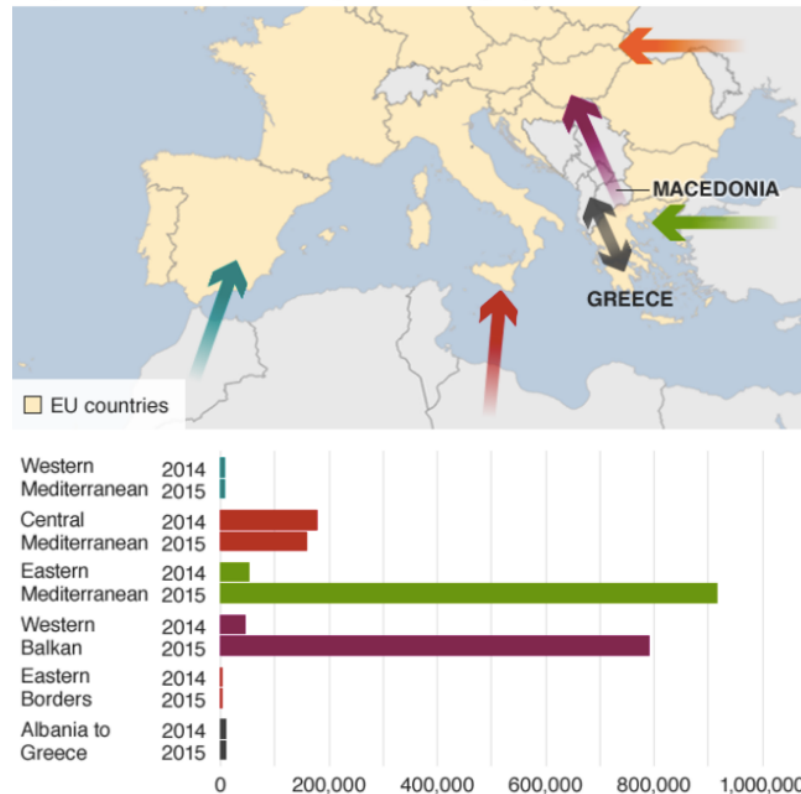 MACEDONIA
GREECE
EU countries
Western 2014
Mediterranean 2015
Central 2014
Mediterranean 2015
Eastern 2014
Mediterranean 2015
Western 2014
Balkan 2015
Eastern 2014
Borders 2015
Albania to 2014
Greece 2015
0 200,000 400,000 600,000 800,000 1,000,000